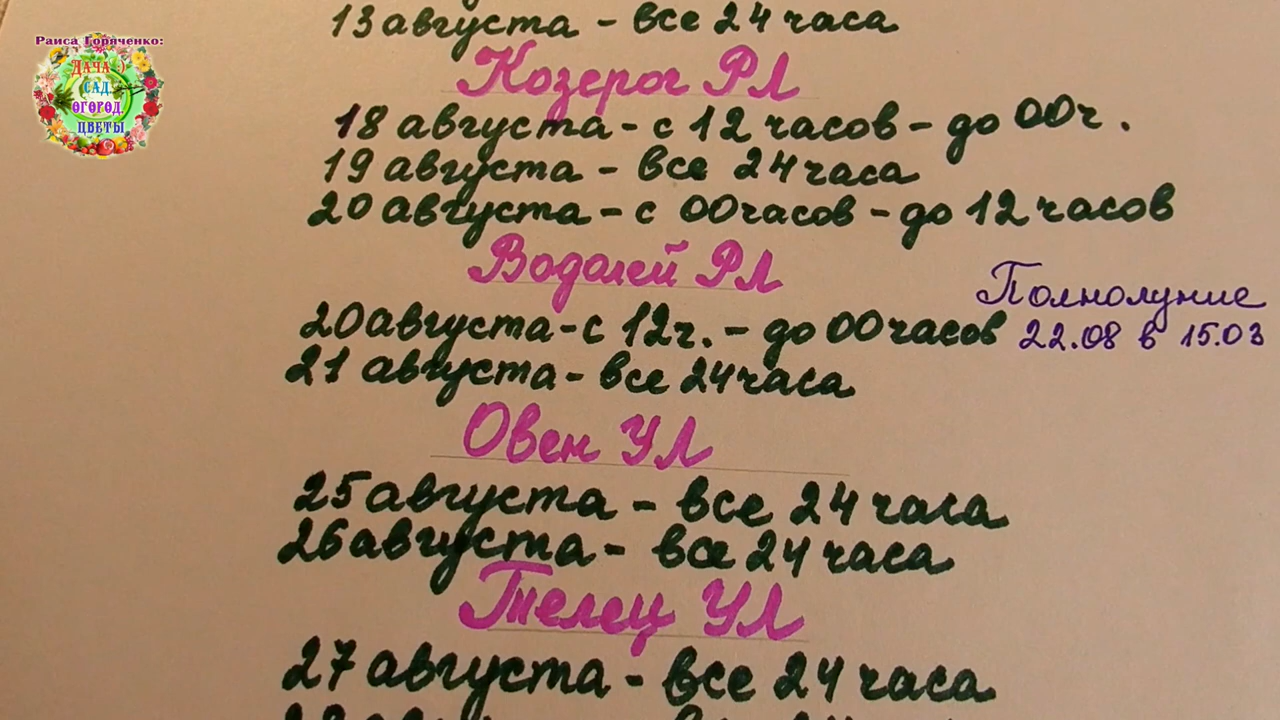 Раиса Горяченко:
Дача:)
сад,
огород,
цветы
13 августа - все 24 часа
Козерог РЛ
18 августа - с 12 часов - до 00ч.
19 августа - все 24 часа
20 августа - с 00 часов - до 12 часов
Водолей РЛ
20 августа - с 12ч. - до 00 часов
21 августа - все 24 часа
Полнолуние
22.08 в 15.03
Овен УЛ
25 августа - все 24 часа
26 августа - все 24 часа
Телец УЛ
27 августа - все 24 часа